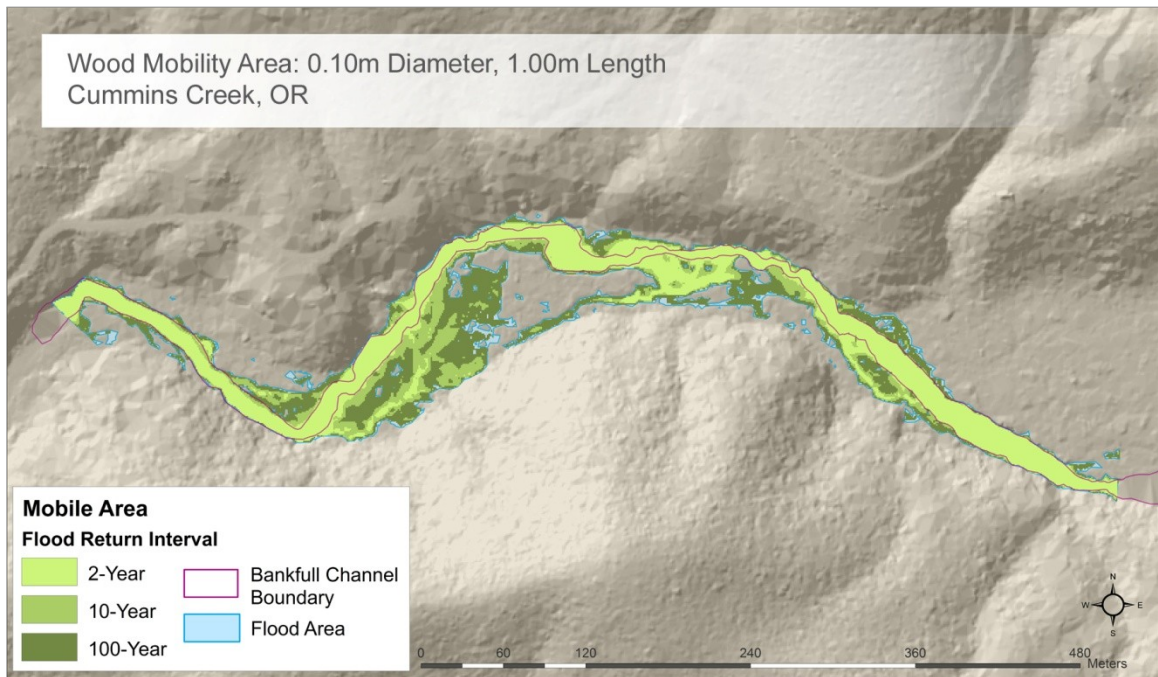 Wood Mobility Area: 0.10m Diameter, 1.00m Length
Cummins Creek, OR
Mobile Area
Flood Return Interval
2-Year
10-Year
100-Year
Bankfull Channel
Boundary
Flood Area
N
W E
S
0 60 120 240 360 480
Meters